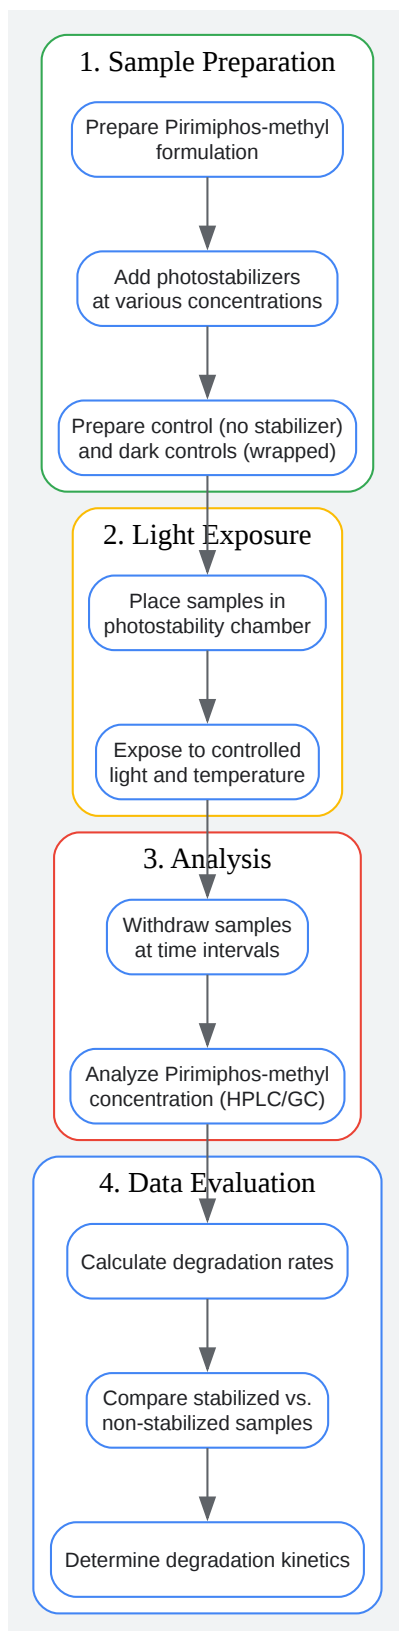 1. Sample Preparation
Prepare Pirimiphos-methyl
formulation
Add photostabilizers
at various concentrations
Prepare control (no stabilizer)
and dark controls (wrapped)
2. Light Exposure
Place samples in
photostability chamber
Expose to controlled
light and temperature
3. Analysis
Withdraw samples
at time intervals
Analyze Pirimiphos-methyl
concentration (HPLC/GC)
4. Data Evaluation
Calculate degradation rates
Compare stabilized vs.
non-stabilized samples
Determine degradation kinetics